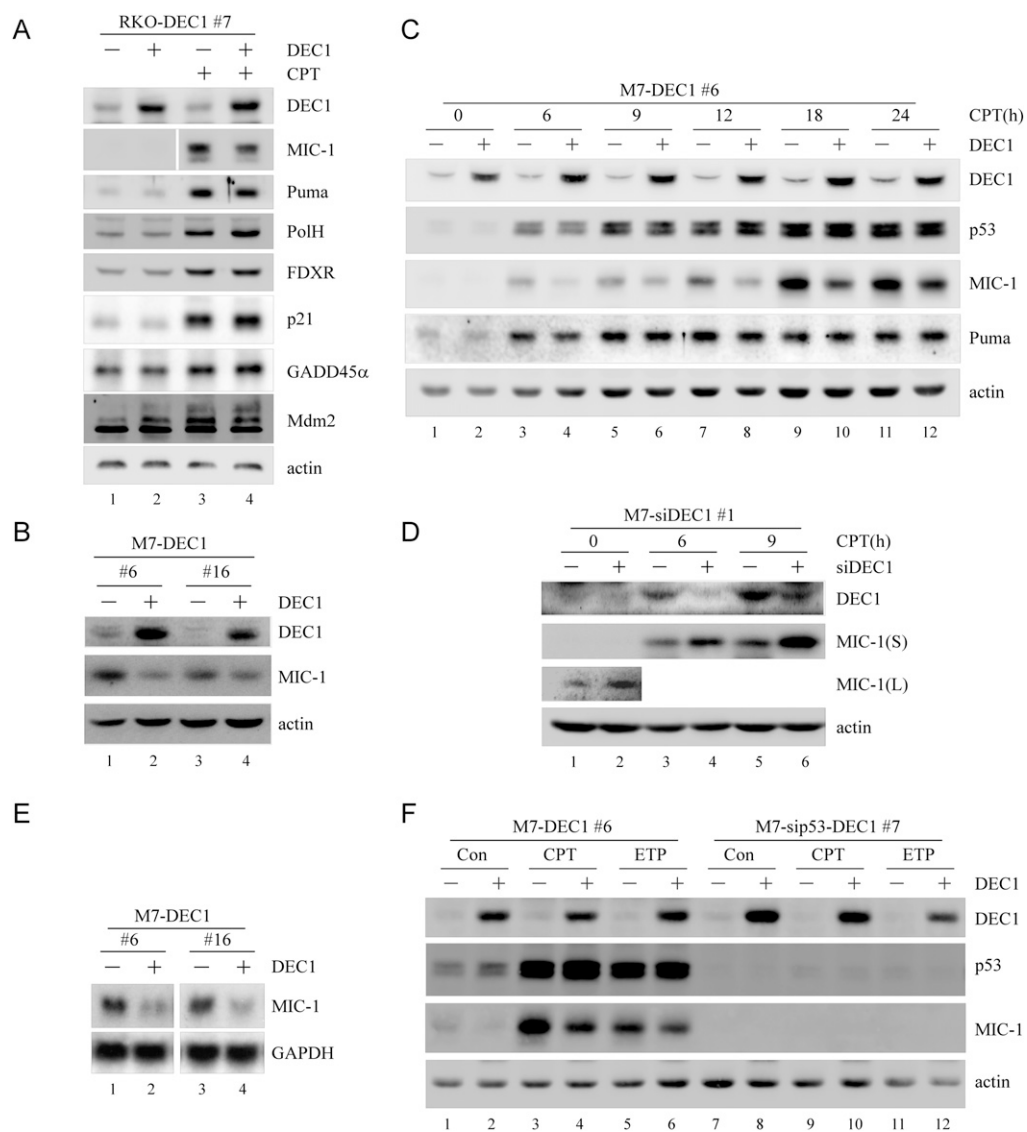 A
RKO-DEC1 #7
− + − + DEC1
+ + CPT
DEC1
MIC-1
Puma
PolH
FDXR
p21
GADD45α
Mdm2
actin
1 2 3 4
B
M7-DEC1
#6 #16
− + − + DEC1
DEC1
MIC-1
actin
1 2 3 4
E
M7-DEC1
#6 #16
− + − + DEC1
MIC-1
GAPDH
1 2 3 4
C
M7-DEC1 #6
0 6 9 12 18 24 CPT(h)
− + − + − + − + − + − + DEC1
DEC1
p53
MIC-1
Puma
actin
1 2 3 4 5 6 7 8 9 10 11 12
D
M7-siDEC1 #1
0 6 9 CPT(h)
− + − + − + siDEC1
DEC1
MIC-1(S)
MIC-1(L)
actin
1 2 3 4 5 6
F
M7-DEC1 #6 M7-sip53-DEC1 #7
Con CPT ETP Con CPT ETP
− + − + − + − + − + − + DEC1
DEC1
p53
MIC-1
actin
1 2 3 4 5 6 7 8 9 10 11 12